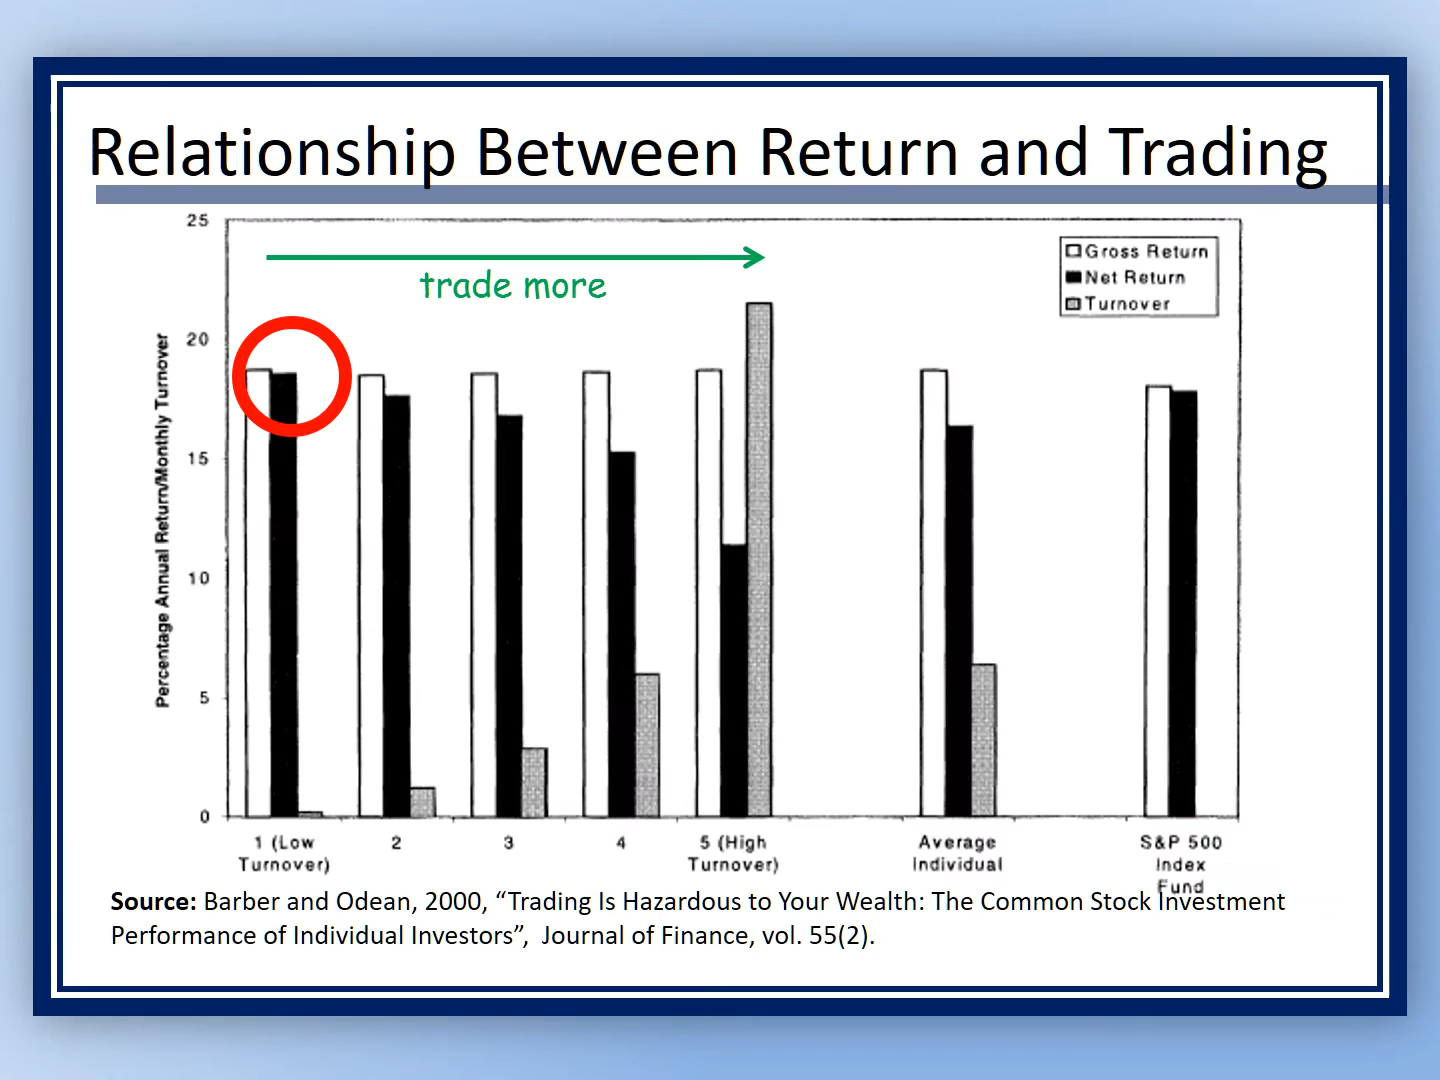 Relationship Between Return and Trading
25
trade more
Gross Return
Net Return
Turnover
20
15
10
5
0
Percentage Annual Return/Monthly Turnover
1 (Low Turnover)
2
3
4
5 (High Turnover)
Average Individual
S&P 500 Index Fund
Source: Barber and Odean, 2000, “Trading Is Hazardous to Your Wealth: The Common Stock Investment
Performance of Individual Investors”, Journal of Finance, vol. 55(2).